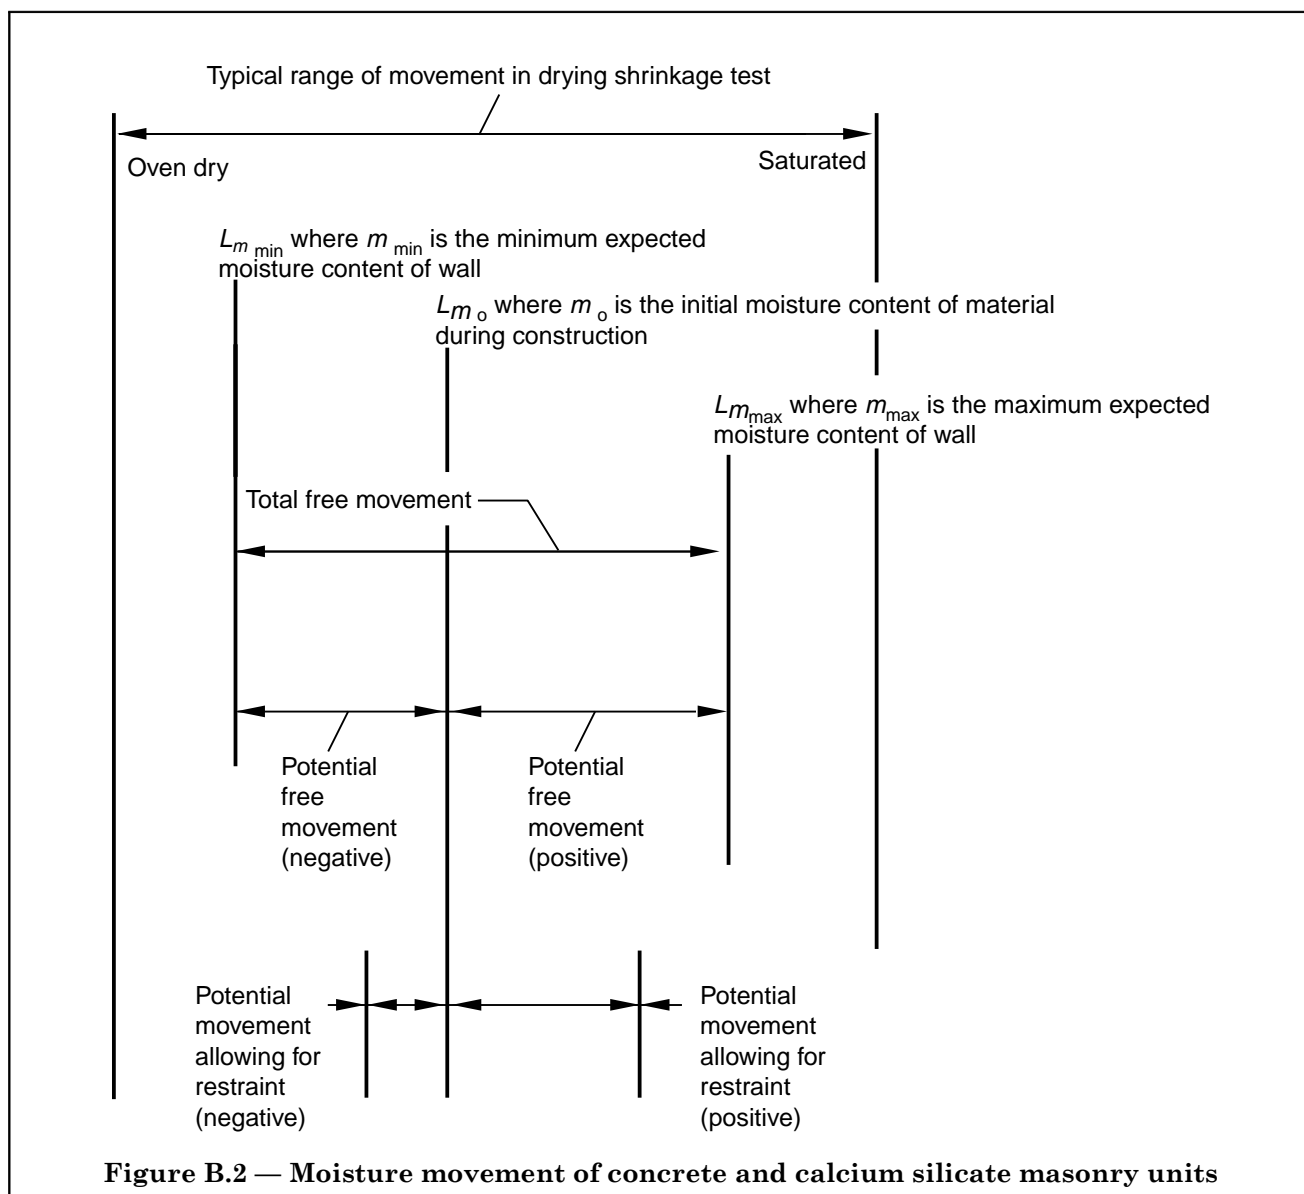 Typical range of movement in drying shrinkage test
Oven dry
Saturated
Lm min where m min is the minimum expected
moisture content of wall
Lm o where m o is the initial moisture content of material
during construction
Lmmax where mmax is the maximum expected
moisture content of wall
Total free movement
Potential
free
movement
(negative)
Potential
free
movement
(positive)
Potential
movement
allowing for
restraint
(negative)
Potential
movement
allowing for
restraint
(positive)
Figure B.2 — Moisture movement of concrete and calcium silicate masonry units